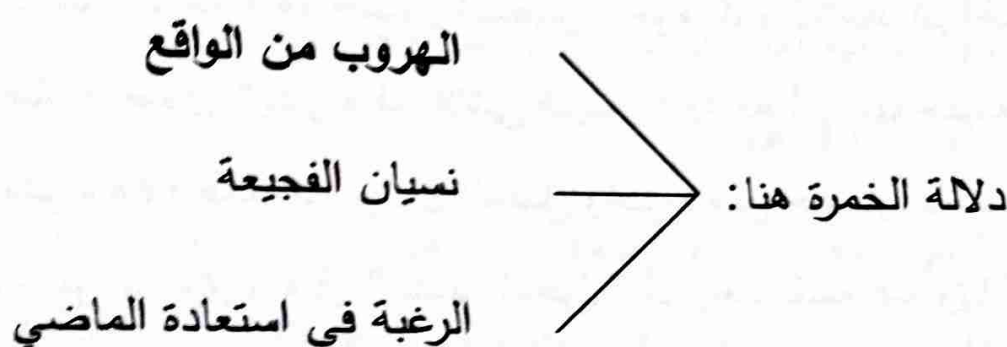 الهروب من الواقع
نسيان الفجيعة
دلالة الخمرة هنا:
الرغبة في استعادة الماضي